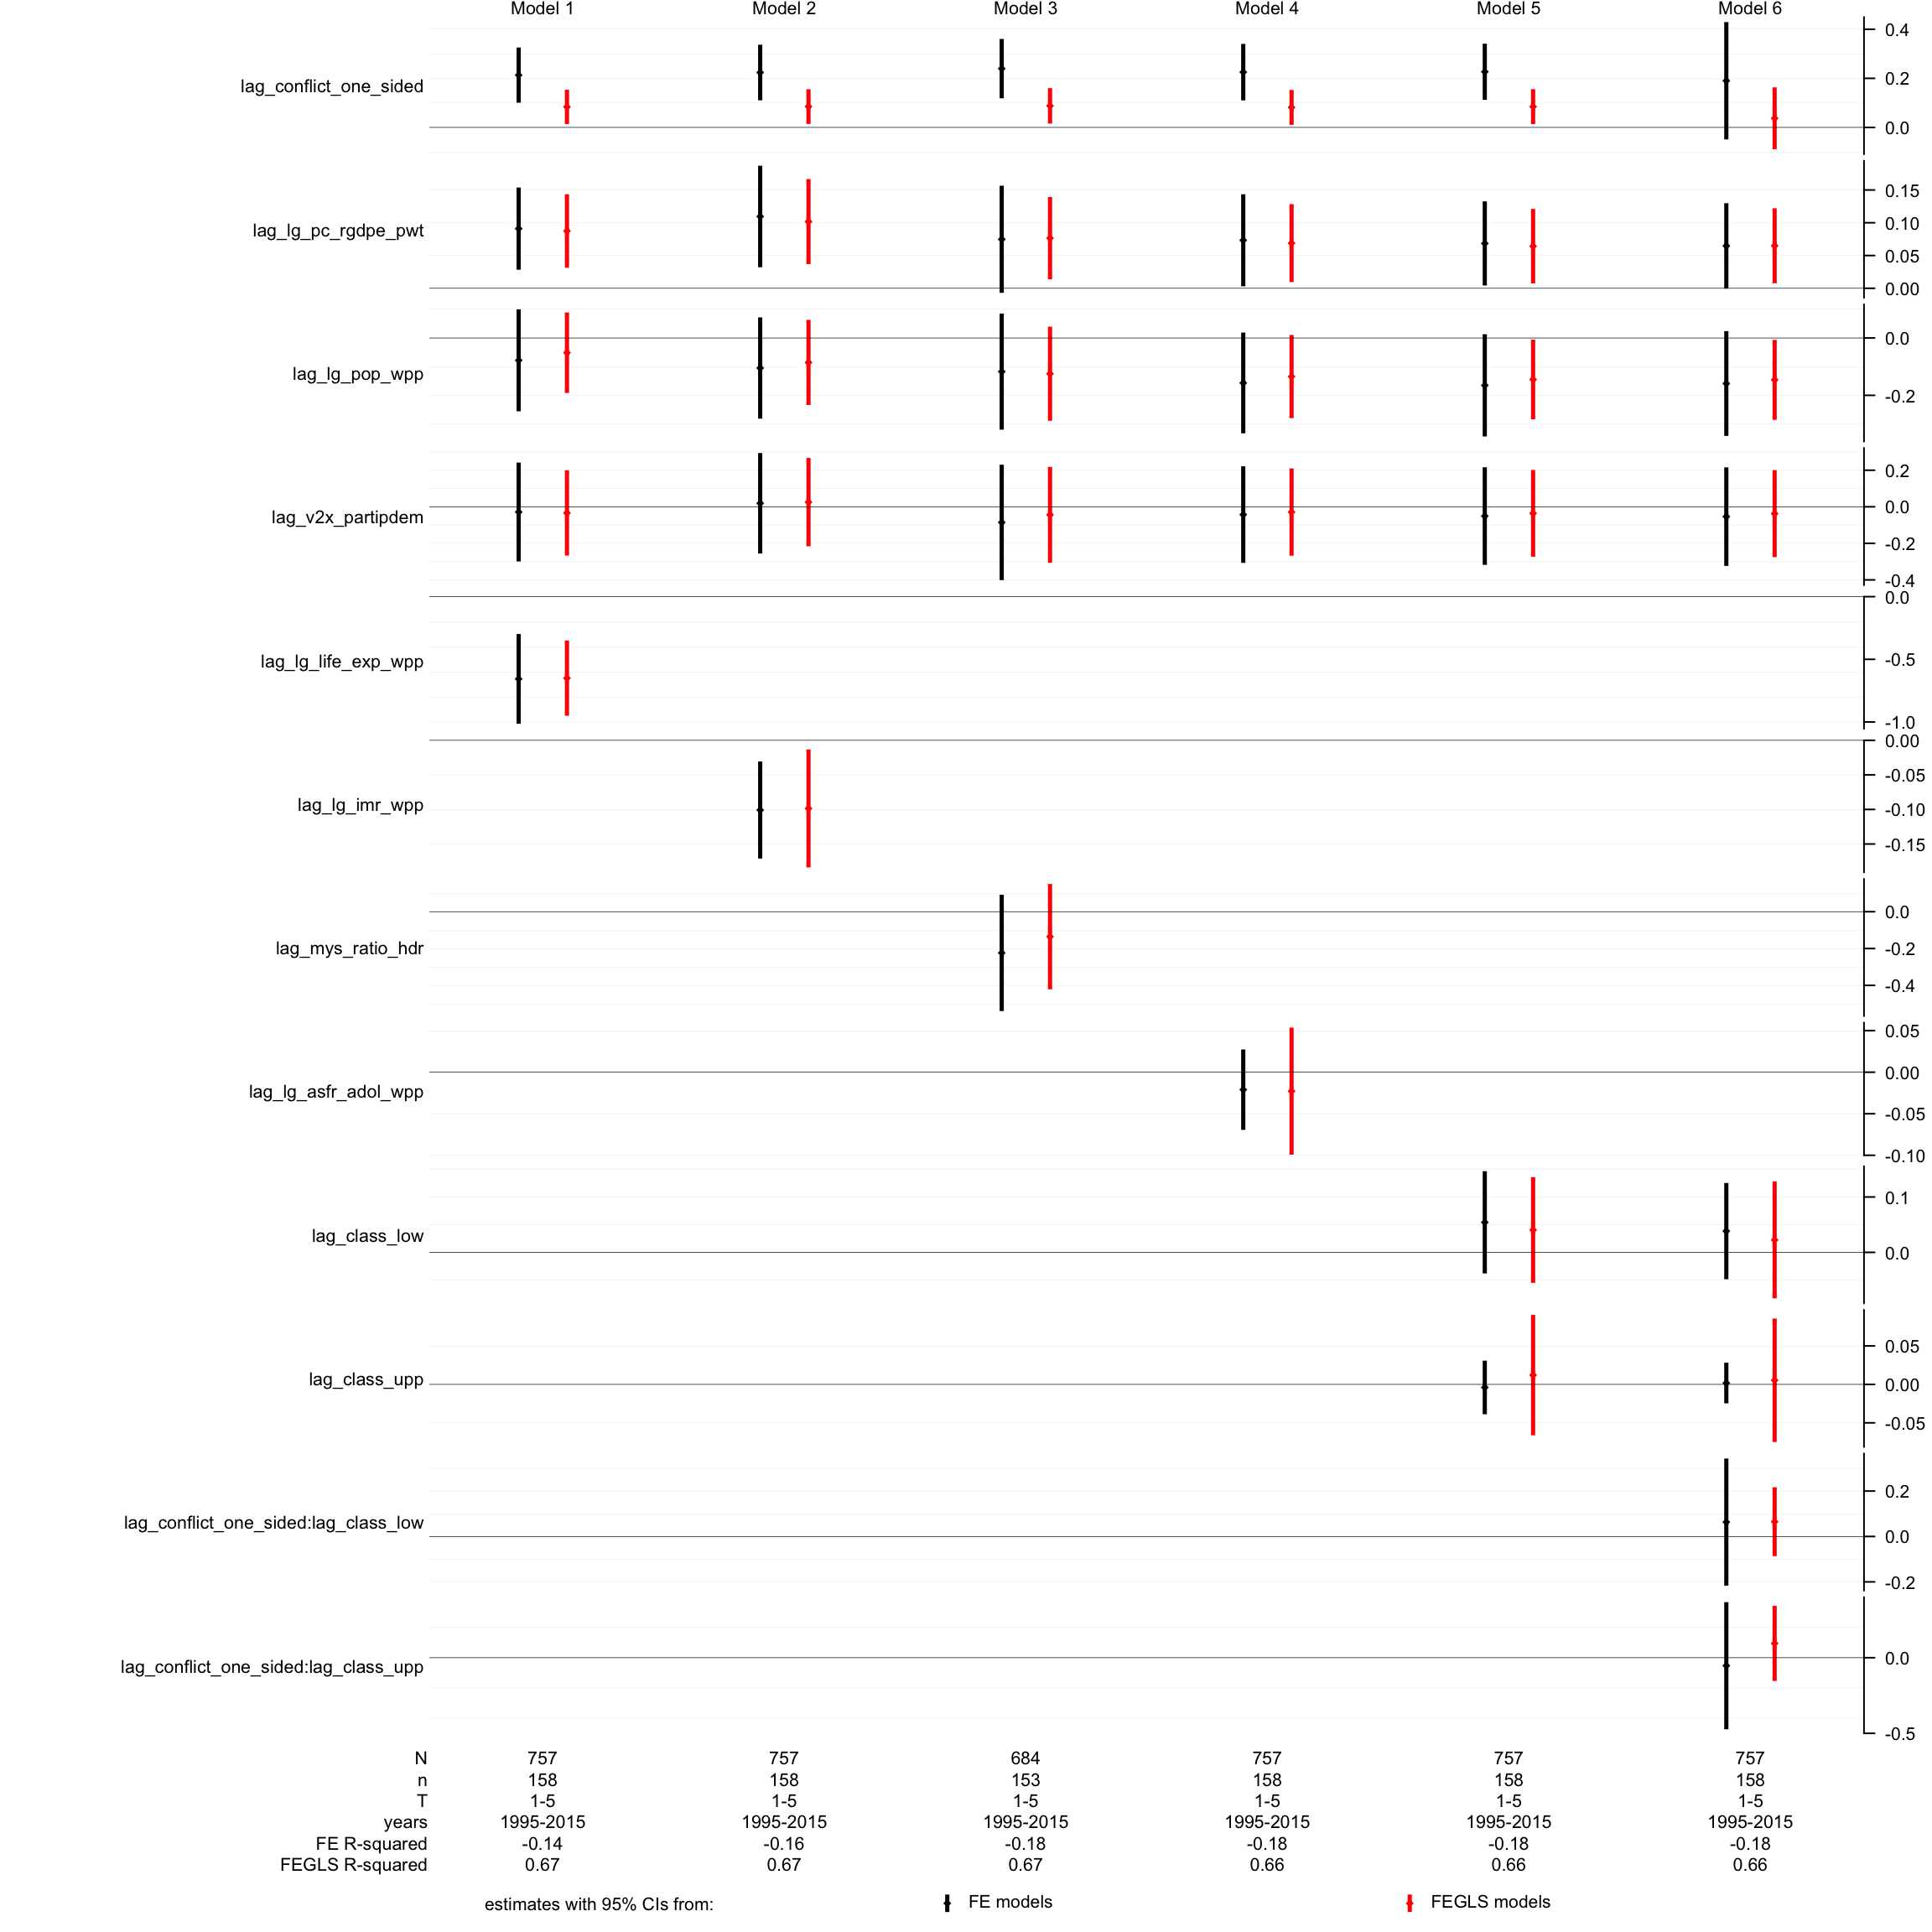 Model 1 Model 2 Model 3 Model 4 Model 5 Model 6
lag_conflict_one_sided
0.4
0.2
0.0
lag_lg_pc_rgdpe_pwt
0.15
0.10
0.05
0.00
lag_lg_pop_wpp
0.0
-0.2
lag_v2x_partipdem
0.2
0.0
-0.2
-0.4
lag_lg_life_exp_wpp
0.0
-0.5
-1.0
lag_lg_imr_wpp
0.00
-0.05
-0.10
-0.15
lag_mys_ratio_hdr
0.0
-0.2
-0.4
lag_lg_asfr_adol_wpp
0.05
0.00
-0.05
-0.10
lag_class_low
0.1
0.0
lag_class_upp
0.05
0.00
-0.05
lag_conflict_one_sided:lag_class_low
0.2
0.0
-0.2
lag_conflict_one_sided:lag_class_upp
0.0
-0.5
N 757 757 684 757 757 757
n 158 158 153 158 158 158
T 1-5 1-5 1-5 1-5 1-5 1-5
years 1995-2015 1995-2015 1995-2015 1995-2015 1995-2015 1995-2015
FE R-squared -0.14 -0.16 -0.18 -0.18 -0.18 -0.18
FEGLS R-squared 0.67 0.67 0.67 0.66 0.66 0.66
estimates with 95% CIs from: FE models FEGLS models